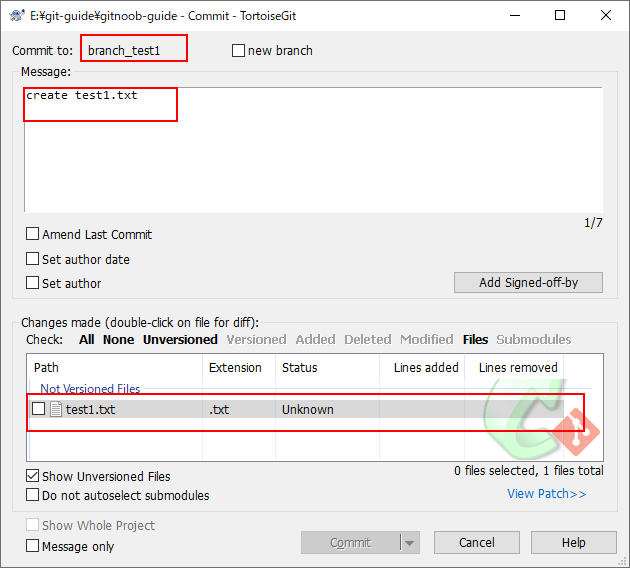 E:¥git-guide¥gitnoob-guide - Commit - TortoiseGit
Commit to: branch_test1 new branch
Message:
create test1.txt
1/7
Amend Last Commit
Set author date
Set author
Add Signed-off-by
Changes made (double-click on file for diff):
Check: All None Unversioned Versioned Added Deleted Modified Files Submodules
Path Extension Status Lines added Lines removed
Not Versioned Files
test1.txt .txt Unknown
Show Unversioned Files
0 files selected, 1 files total
Do not autoselect submodules
View Patch>>
Show Whole Project
Message only
Commit Cancel Help